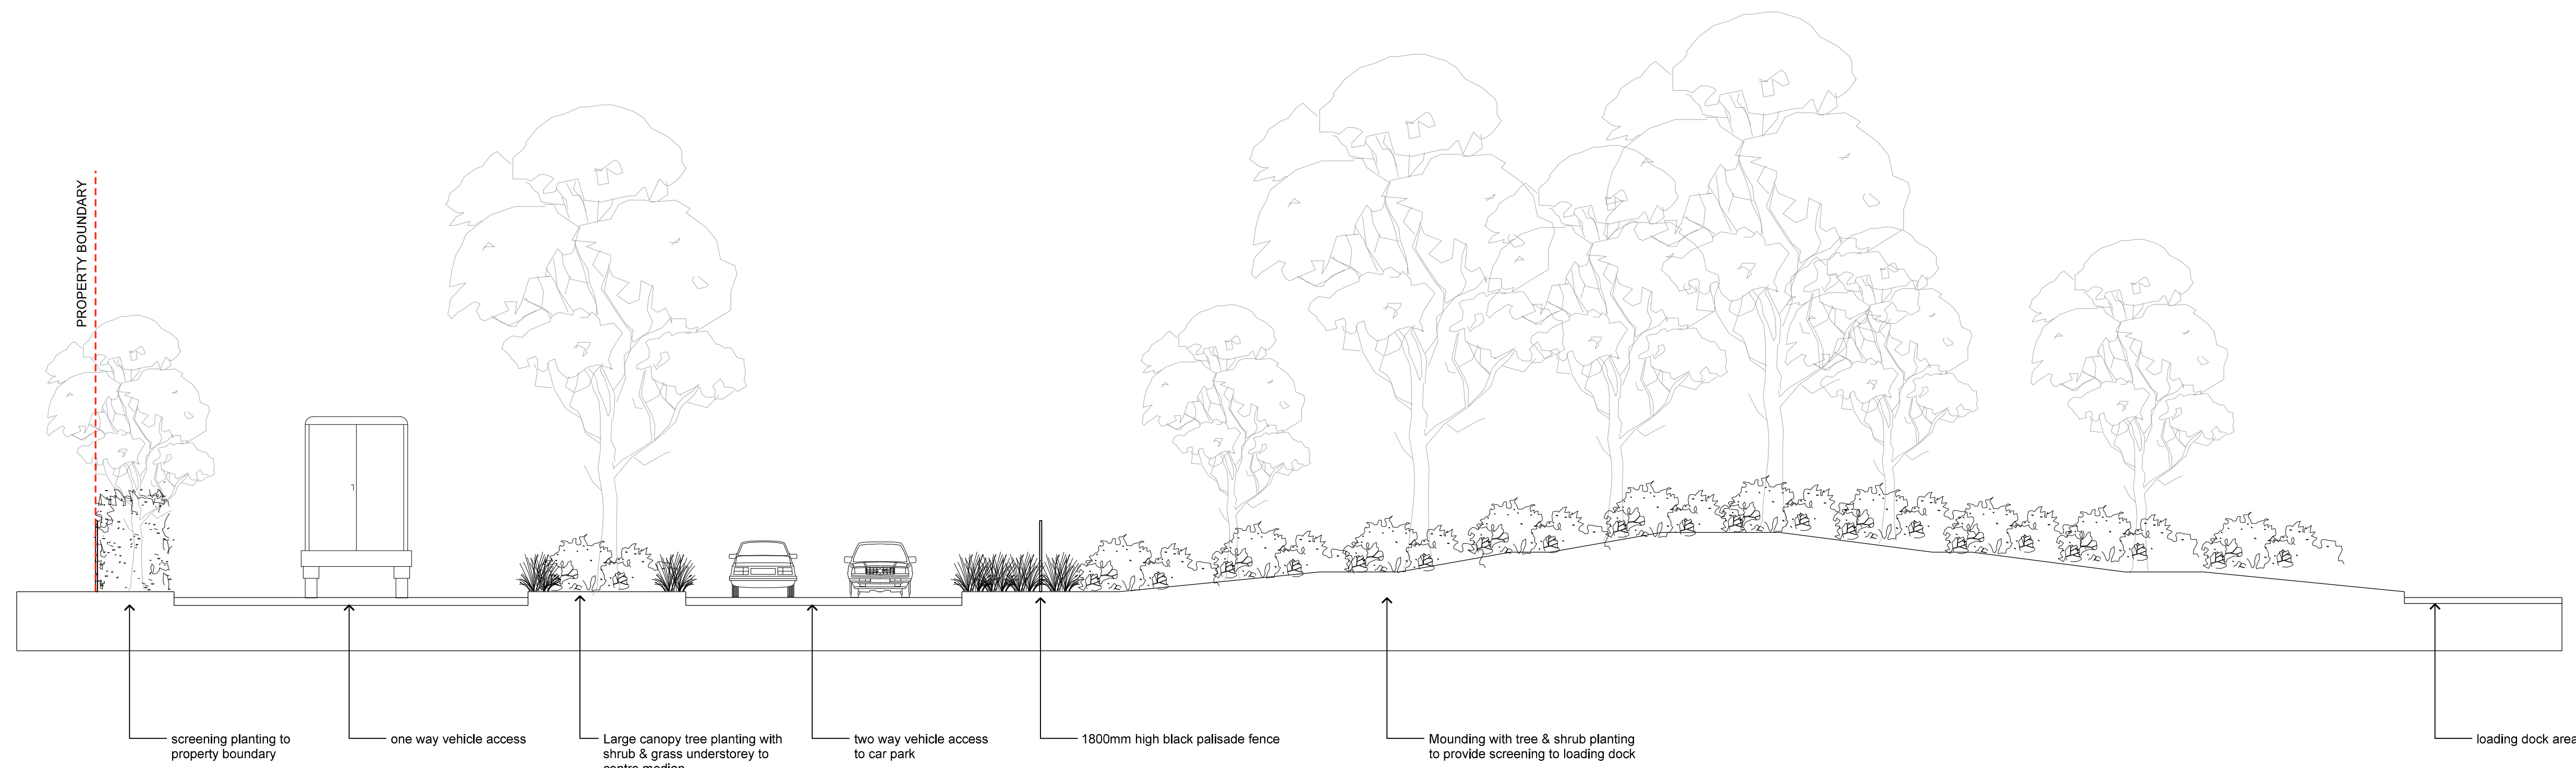 PROPERTY BOUNDARY
screening planting to
property boundary
one way vehicle access
Large canopy tree planting with
shrub & grass understorey to
centre median
two way vehicle access
to car park
1800mm high black palisade fence
Mounding with tree & shrub planting
to provide screening to loading dock
loading dock area